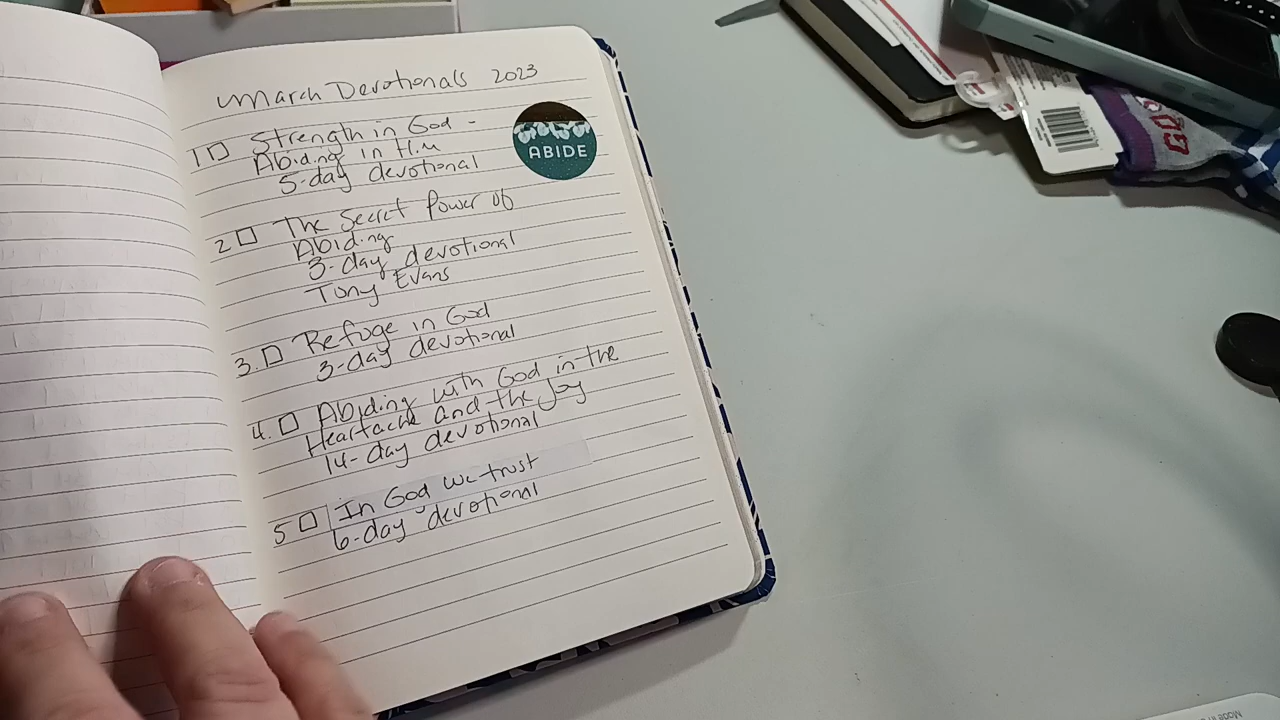 March Devotionals 2023
1 Strength in God -
Abiding in Him
5-day devotional
ABIDE
2 The Secret Power of
Abiding
3-day devotional
Tony Evans
3. Refuge in God
3-day devotional
4. Abiding with God in the
Heartache and the Joy
14-day devotional
5 In God we trust
6-day devotional
Made in